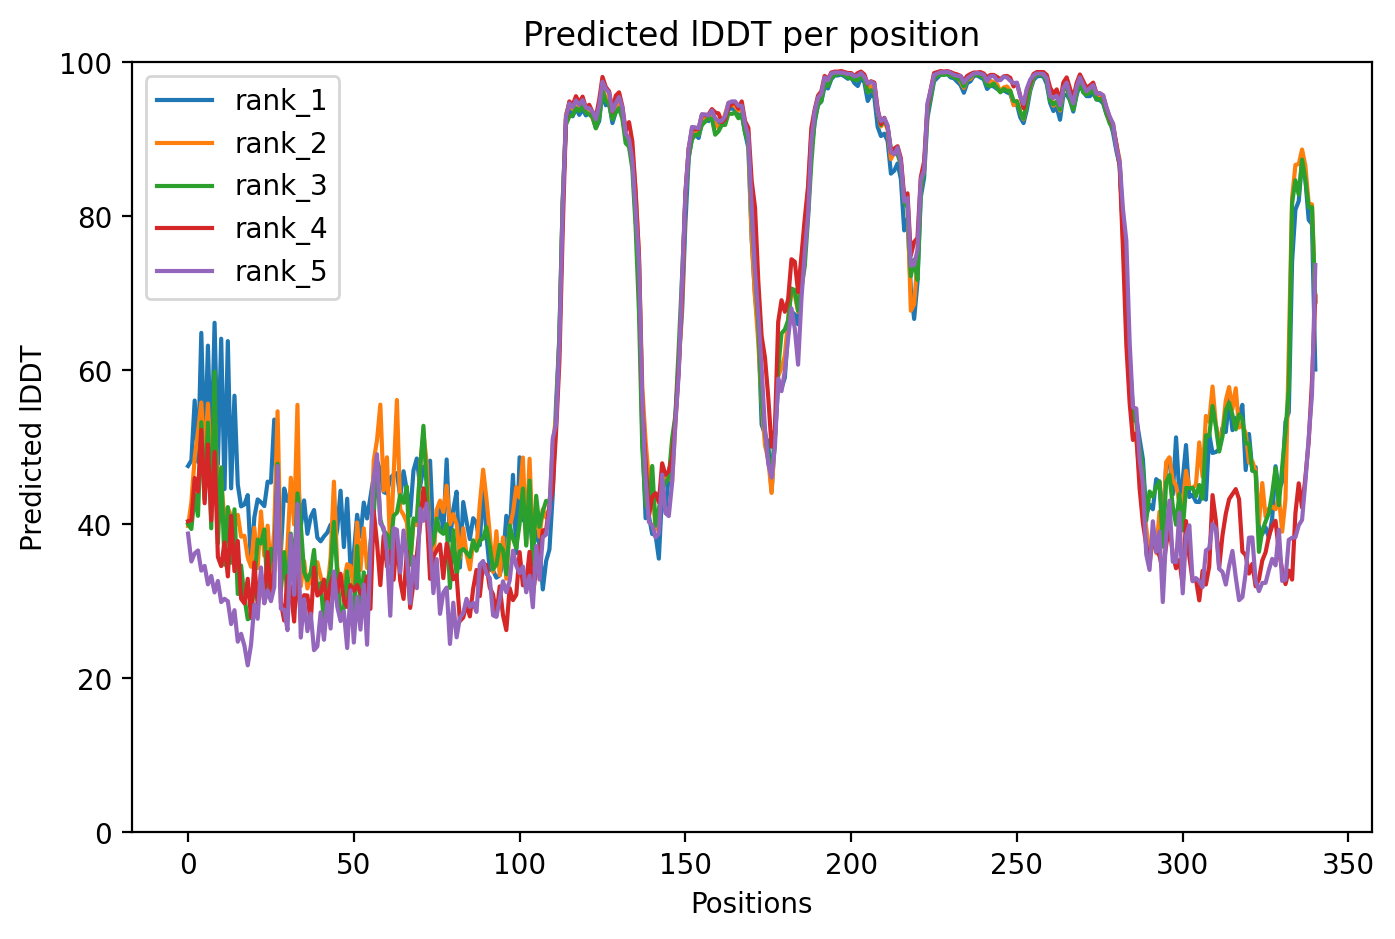 Predicted lDDT per position
100
80
60
40
20
0
Predicted lDDT
rank_1
rank_2
rank_3
rank_4
rank_5
0 50 100 150 200 250 300 350
Positions